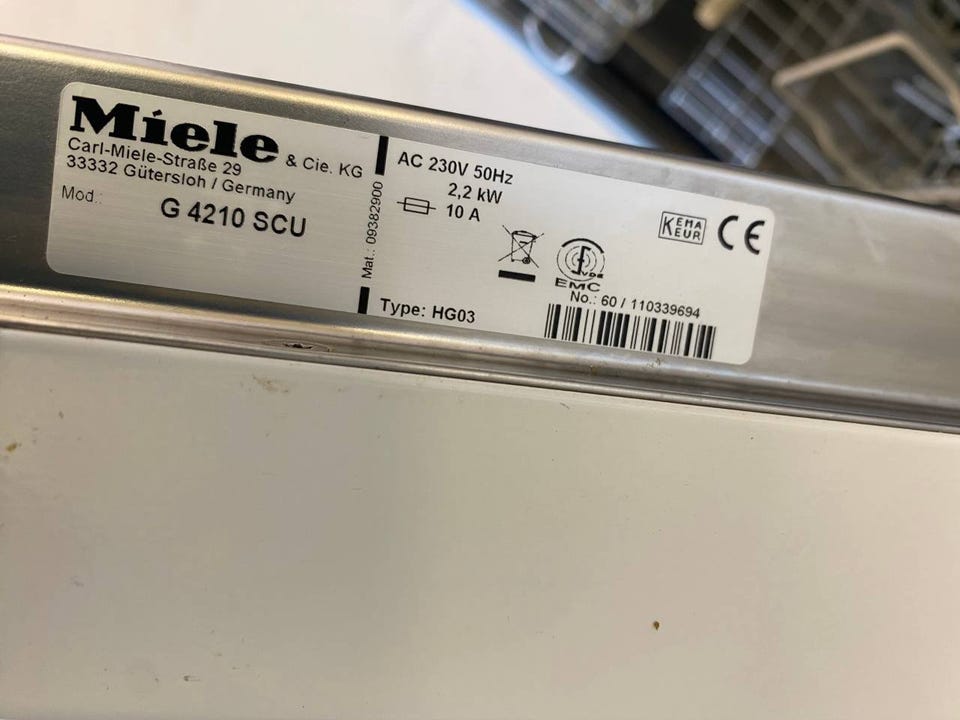 Miele & Cie. KG
Carl-Miele-Straße 29
33332 Gütersloh / Germany
Mod.: G 4210 SCU
Mat.: 09382900
AC 230V 50Hz
2,2 kW
10 A
Type: HG03
VDE
EMC
KEMA
KEUR
CE
No.: 60 / 110339694